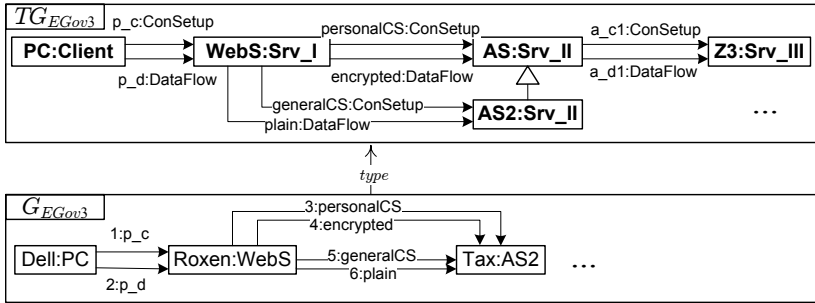 TG_EGov3
p_c:ConSetup
personalCS:ConSetup
a_c1:ConSetup
PC:Client
WebS:Srv_I
AS:Srv_II
Z3:Srv_III
p_d:DataFlow
encrypted:DataFlow
a_d1:DataFlow
generalCS:ConSetup
plain:DataFlow
AS2:Srv_II
...
type
G_EGov3
3:personalCS
4:encrypted
1:p_c
Dell:PC
Roxen:WebS
5:generalCS
Tax:AS2
...
6:plain
2:p_d